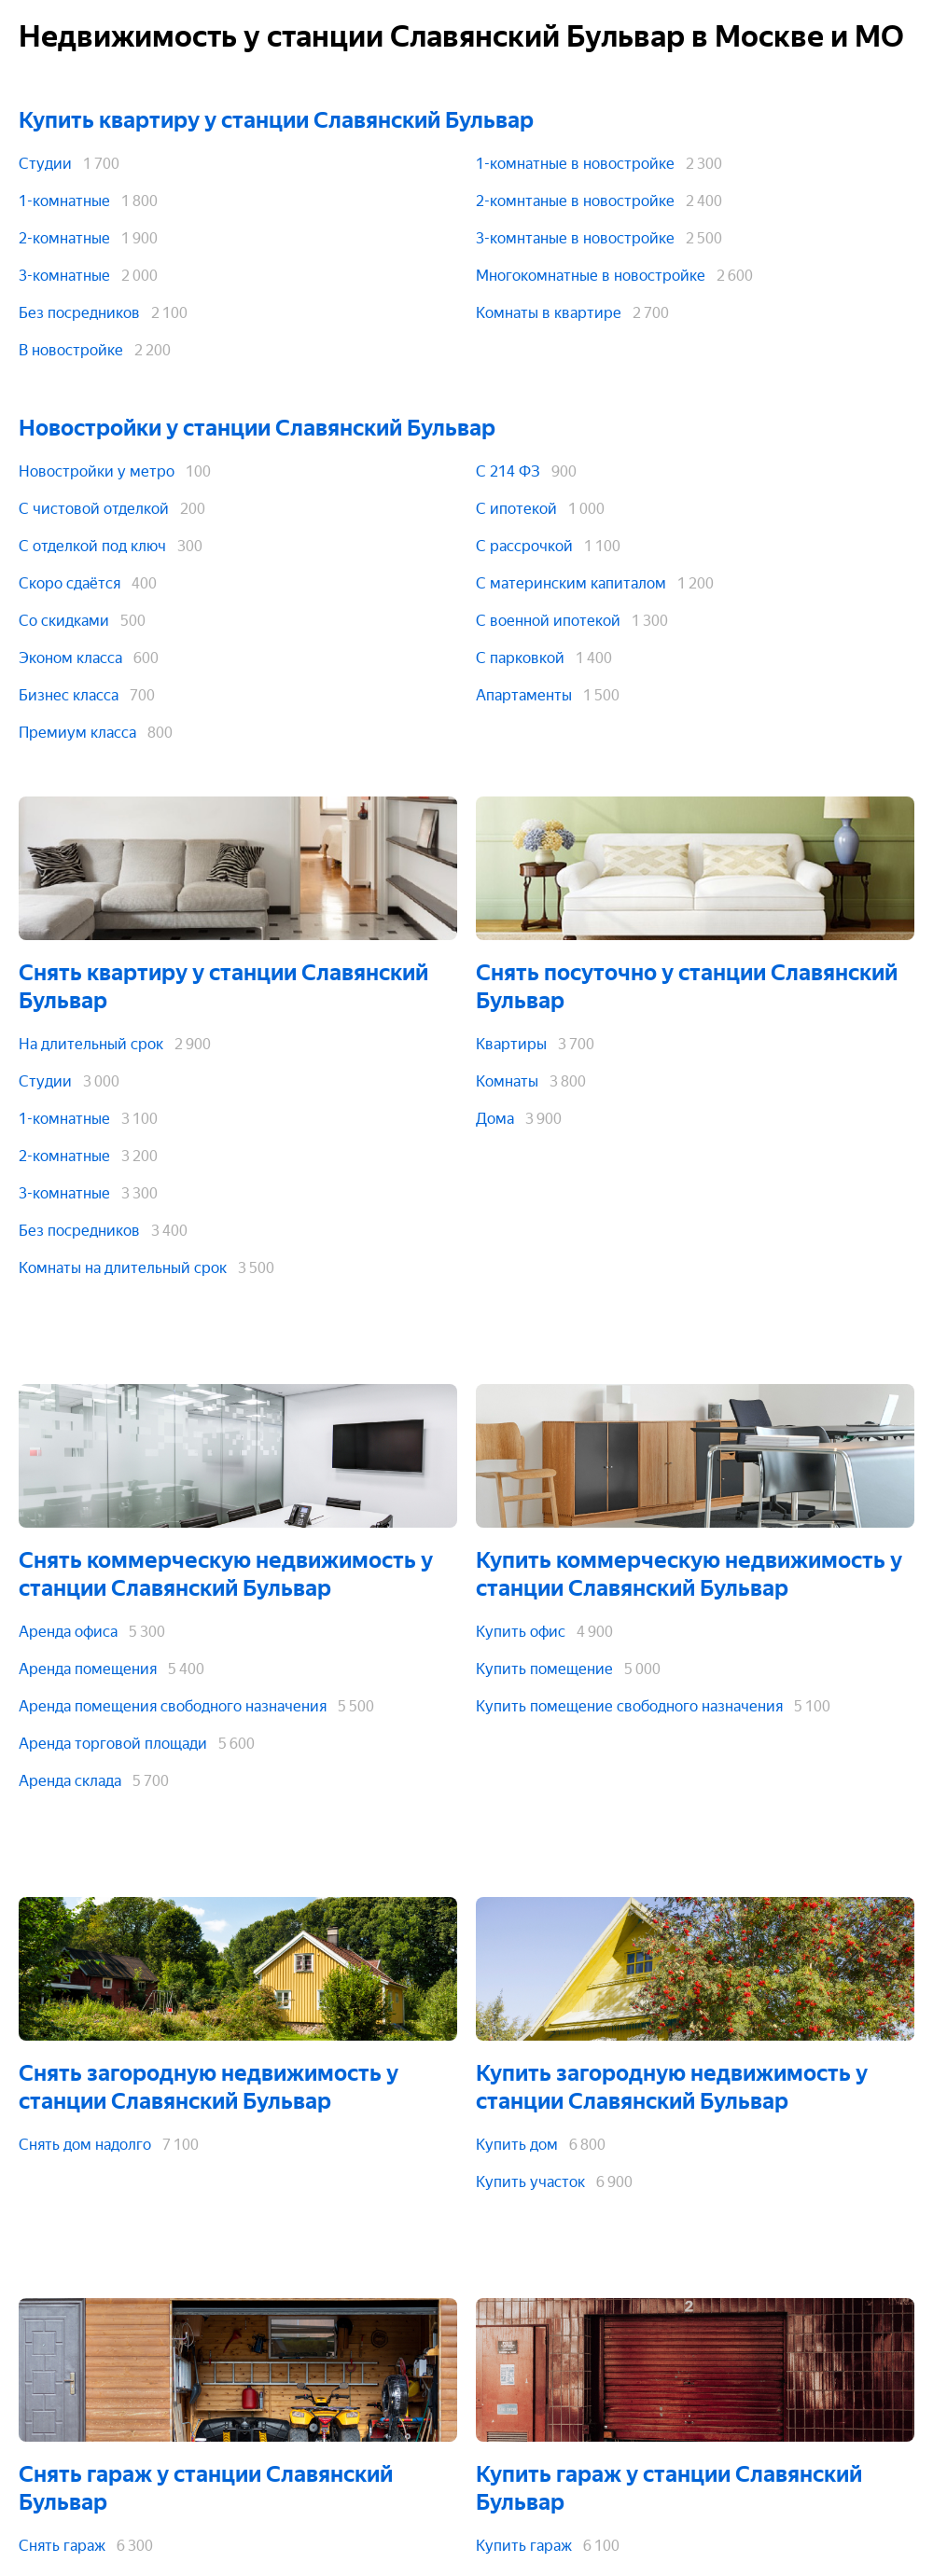 Недвижимость у станции Славянский Бульвар в Москве и МО
Купить квартиру у станции Славянский Бульвар
Студии 1 700
1-комнатные 1 800
2-комнатные 1 900
3-комнатные 2 000
Без посредников 2 100
В новостройке 2 200
1-комнатные в новостройке 2 300
2-комнтаные в новостройке 2 400
3-комнтаные в новостройке 2 500
Многокомнатные в новостройке 2 600
Комнаты в квартире 2 700
Новостройки у станции Славянский Бульвар
Новостройки у метро 100
С чистовой отделкой 200
С отделкой под ключ 300
Скоро сдаётся 400
Со скидками 500
Эконом класса 600
Бизнес класса 700
Премиум класса 800
С 214 ФЗ 900
С ипотекой 1 000
С рассрочкой 1 100
С материнским капиталом 1 200
С военной ипотекой 1 300
С парковкой 1 400
Апартаменты 1 500
Снять квартиру у станции Славянский
Бульвар
На длительный срок 2 900
Студии 3 000
1-комнатные 3 100
2-комнатные 3 200
3-комнатные 3 300
Без посредников 3 400
Комнаты на длительный срок 3 500
Снять посуточно у станции Славянский
Бульвар
Квартиры 3 700
Комнаты 3 800
Дома 3 900
Снять коммерческую недвижимость у
станции Славянский Бульвар
Аренда офиса 5 300
Аренда помещения 5 400
Аренда помещения свободного назначения 5 500
Аренда торговой площади 5 600
Аренда склада 5 700
Купить коммерческую недвижимость у
станции Славянский Бульвар
Купить офис 4 900
Купить помещение 5 000
Купить помещение свободного назначения 5 100
Снять загородную недвижимость у
станции Славянский Бульвар
Снять дом надолго 7 100
Купить загородную недвижимость у
станции Славянский Бульвар
Купить дом 6 800
Купить участок 6 900
2
Снять гараж у станции Славянский
Бульвар
Снять гараж 6 300
Купить гараж у станции Славянский
Бульвар
Купить гараж 6 100